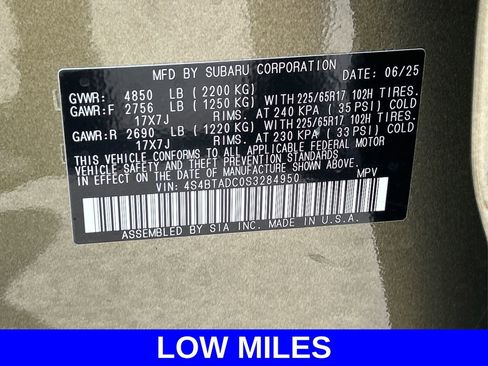 MFD BY SUBARU CORPORATION DATE: 06/25
GVWR: 4850 LB (2200 KG)
GAWR:F 2756 LB (1250 KG) WITH 225/65R17 102H TIRES.
17X7J RIMS. AT 240 KPA (35 PSI) COLD
GAWR:R 2690 LB (1220 KG) WITH 225/65R17 102H TIRES.
17X7J RIMS. AT 230 KPA (33 PSI) COLD
THIS VEHICLE CONFORMS TO ALL APPLICABLE FEDERAL MOTOR
VEHICLE SAFETY AND THEFT PREVENTION STANDARDS IN EFFECT
ON THE DATE OF MANUFACTURE SHOWN ABOVE.
VIN: 4S4BTADC0S3284950 MPV
ASSEMBLED BY SIA INC. MADE IN U.S.A.
LOW MILES